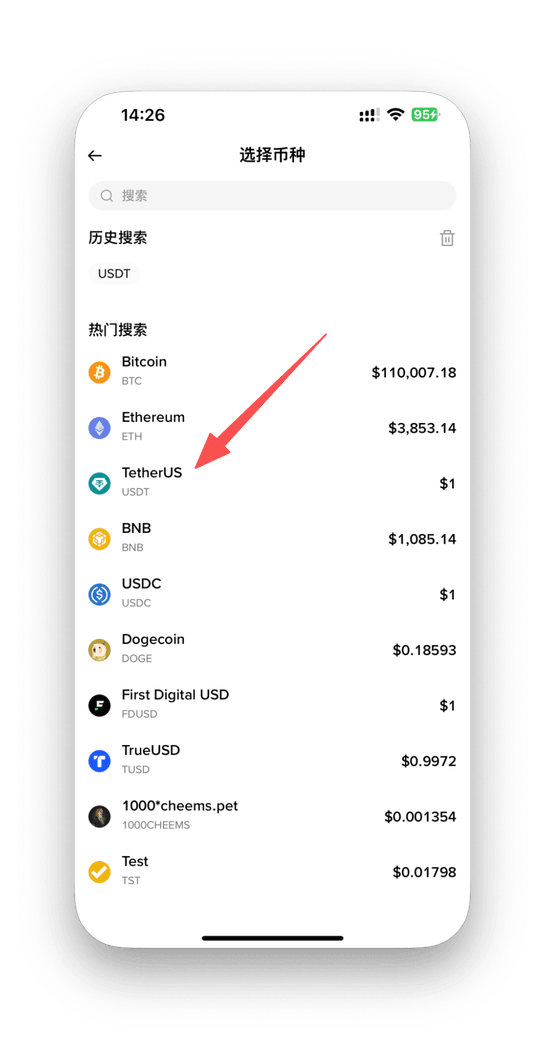 14:26
95
选择币种
搜索
历史搜索
USDT
热门搜索
Bitcoin
BTC
$110,007.18
Ethereum
ETH
$3,853.14
TetherUS
USDT
$1
BNB
BNB
$1,085.14
USDC
USDC
$1
Dogecoin
DOGE
$0.18593
First Digital USD
FDUSD
$1
TrueUSD
TUSD
$0.9972
1000*cheems.pet
1000CHEEMS
$0.001354
Test
TST
$0.01798